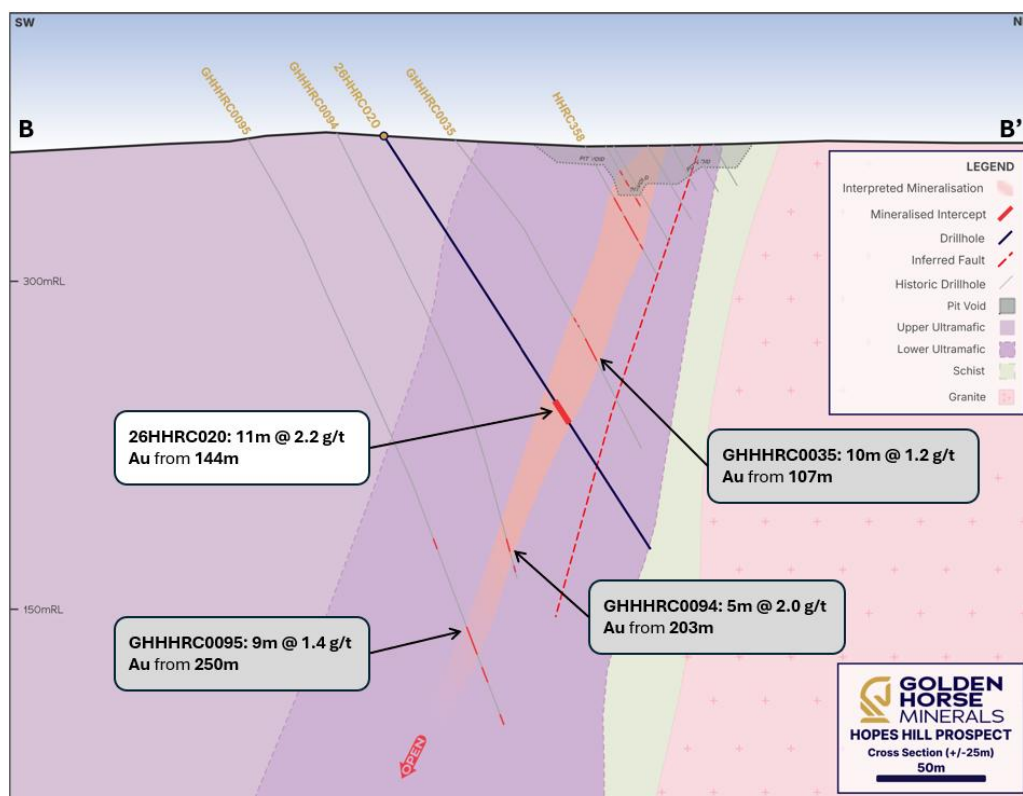 SW
N
GHHHRC0095
GHHHRC0094
26HHRC020
GHHHRC0035
HHRC358
B
B’
PIT VOID
LEGEND
Interpreted Mineralisation
Mineralised Intercept
Drillhole
Inferred Fault
Historic Drillhole
Pit Void
Upper Ultramafic
Lower Ultramafic
Schist
Granite
300mRL
26HHRC020: 11m @ 2.2 g/t
Au from 144m
GHHHRC0035: 10m @ 1.2 g/t
Au from 107m
150mRL
GHHHRC0094: 5m @ 2.0 g/t
Au from 203m
GHHHRC0095: 9m @ 1.4 g/t
Au from 250m
OPEN
GOLDEN
HORSE
MINERALS
HOPES HILL PROSPECT
Cross Section (+/-25m)
50m